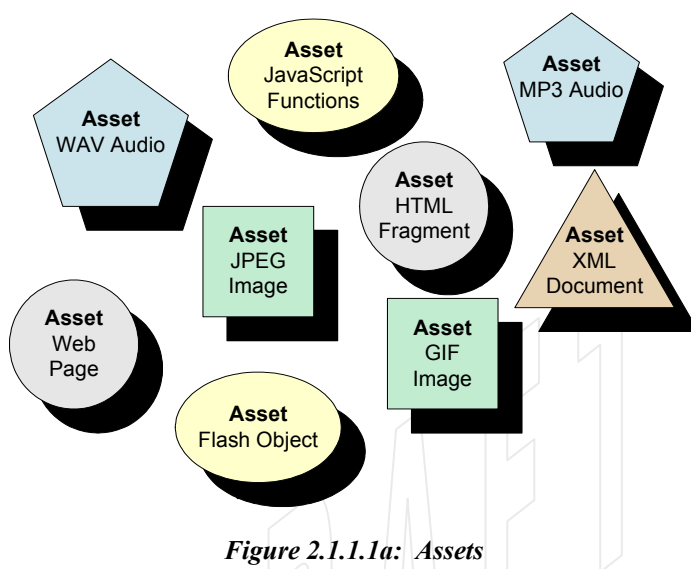 Asset
JavaScript
Functions
Asset
MP3 Audio
Asset
WAV Audio
Asset
HTML
Fragment
Asset
JPEG
Image
Asset
XML
Document
Asset
Web
Page
Asset
GIF
Image
Asset
Flash Object
Figure 2.1.1.1a: Assets